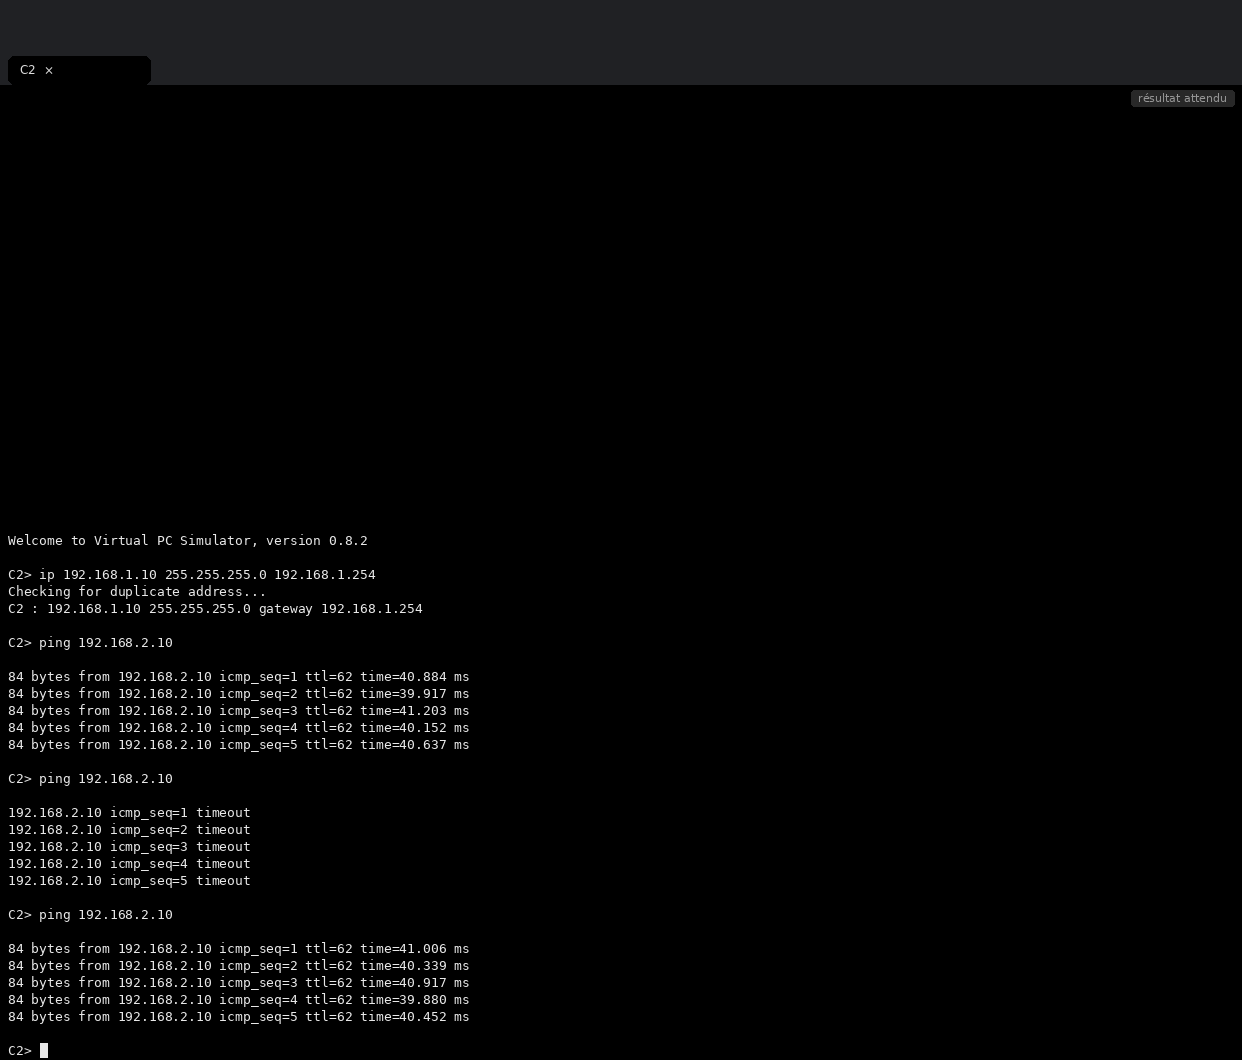 C2 ×
résultat attendu
Welcome to Virtual PC Simulator, version 0.8.2
C2> ip 192.168.1.10 255.255.255.0 192.168.1.254
Checking for duplicate address...
C2 : 192.168.1.10 255.255.255.0 gateway 192.168.1.254
C2> ping 192.168.2.10
84 bytes from 192.168.2.10 icmp_seq=1 ttl=62 time=40.884 ms
84 bytes from 192.168.2.10 icmp_seq=2 ttl=62 time=39.917 ms
84 bytes from 192.168.2.10 icmp_seq=3 ttl=62 time=41.203 ms
84 bytes from 192.168.2.10 icmp_seq=4 ttl=62 time=40.152 ms
84 bytes from 192.168.2.10 icmp_seq=5 ttl=62 time=40.637 ms
C2> ping 192.168.2.10
192.168.2.10 icmp_seq=1 timeout
192.168.2.10 icmp_seq=2 timeout
192.168.2.10 icmp_seq=3 timeout
192.168.2.10 icmp_seq=4 timeout
192.168.2.10 icmp_seq=5 timeout
C2> ping 192.168.2.10
84 bytes from 192.168.2.10 icmp_seq=1 ttl=62 time=41.006 ms
84 bytes from 192.168.2.10 icmp_seq=2 ttl=62 time=40.339 ms
84 bytes from 192.168.2.10 icmp_seq=3 ttl=62 time=40.917 ms
84 bytes from 192.168.2.10 icmp_seq=4 ttl=62 time=39.880 ms
84 bytes from 192.168.2.10 icmp_seq=5 ttl=62 time=40.452 ms
C2>